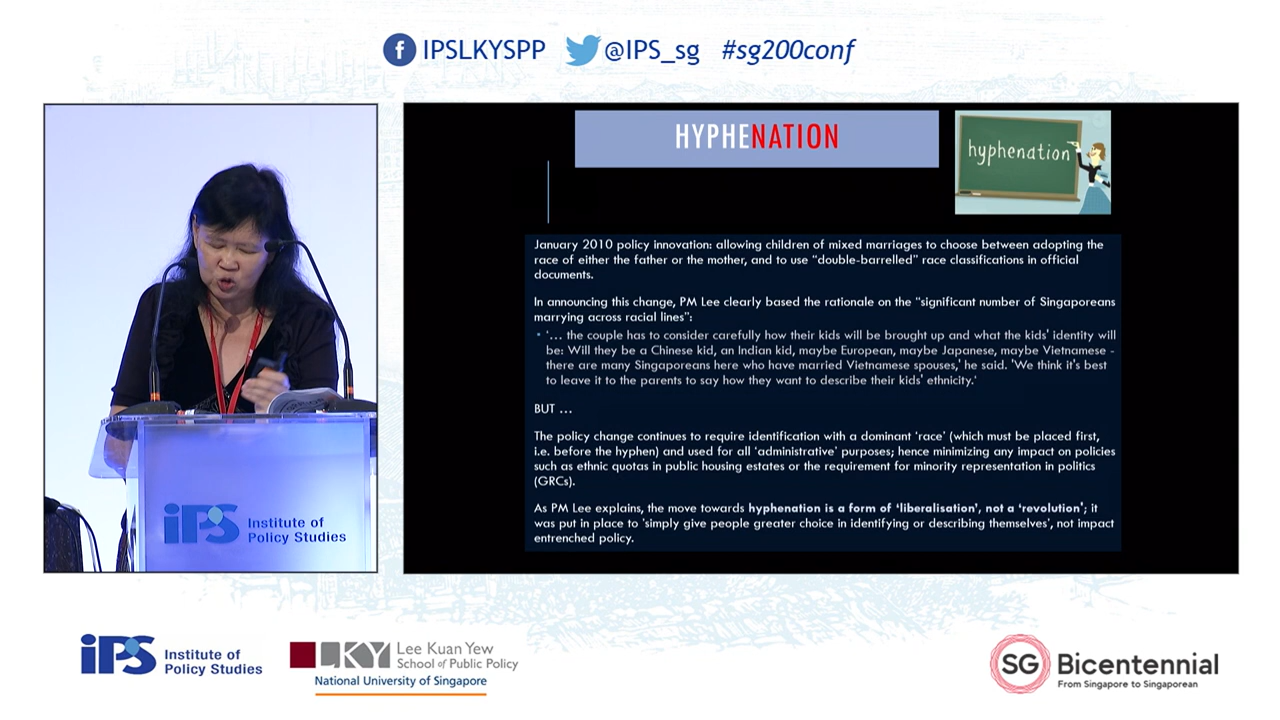 IPSLKYSPP @IPS_sg #sg200conf
HYPHENATION
hyphenation
January 2010 policy innovation: allowing children of mixed marriages to choose between adopting the
race of either the father or the mother, and to use “double-barrelled” race classifications in official
documents.
In announcing this change, PM Lee clearly based the rationale on the “significant number of Singaporeans
marrying across racial lines”:
• ‘… the couple has to consider carefully how their kids will be brought up and what the kids' identity will
be: Will they be a Chinese kid, an Indian kid, maybe European, maybe Japanese, maybe Vietnamese -
there are many Singaporeans here who have married Vietnamese spouses,' he said. 'We think it's best
to leave it to the parents to say how they want to describe their kids' ethnicity.'
BUT …
The policy change continues to require identification with a dominant ‘race’ (which must be placed first,
i.e. before the hyphen) and used for all ‘administrative’ purposes; hence minimizing any impact on policies
such as ethnic quotas in public housing estates or the requirement for minority representation in politics
(GRCs).
As PM Lee explains, the move towards hyphenation is a form of ‘liberalisation’, not a ‘revolution’; it
was put in place to ‘simply give people greater choice in identifying or describing themselves’, not impact
entrenched policy.
iPS Institute of
Policy Studies
iPS Institute of
Policy Studies
LKY Lee Kuan Yew
School of Public Policy
National University of Singapore
SG Bicentennial
From Singapore to Singaporean